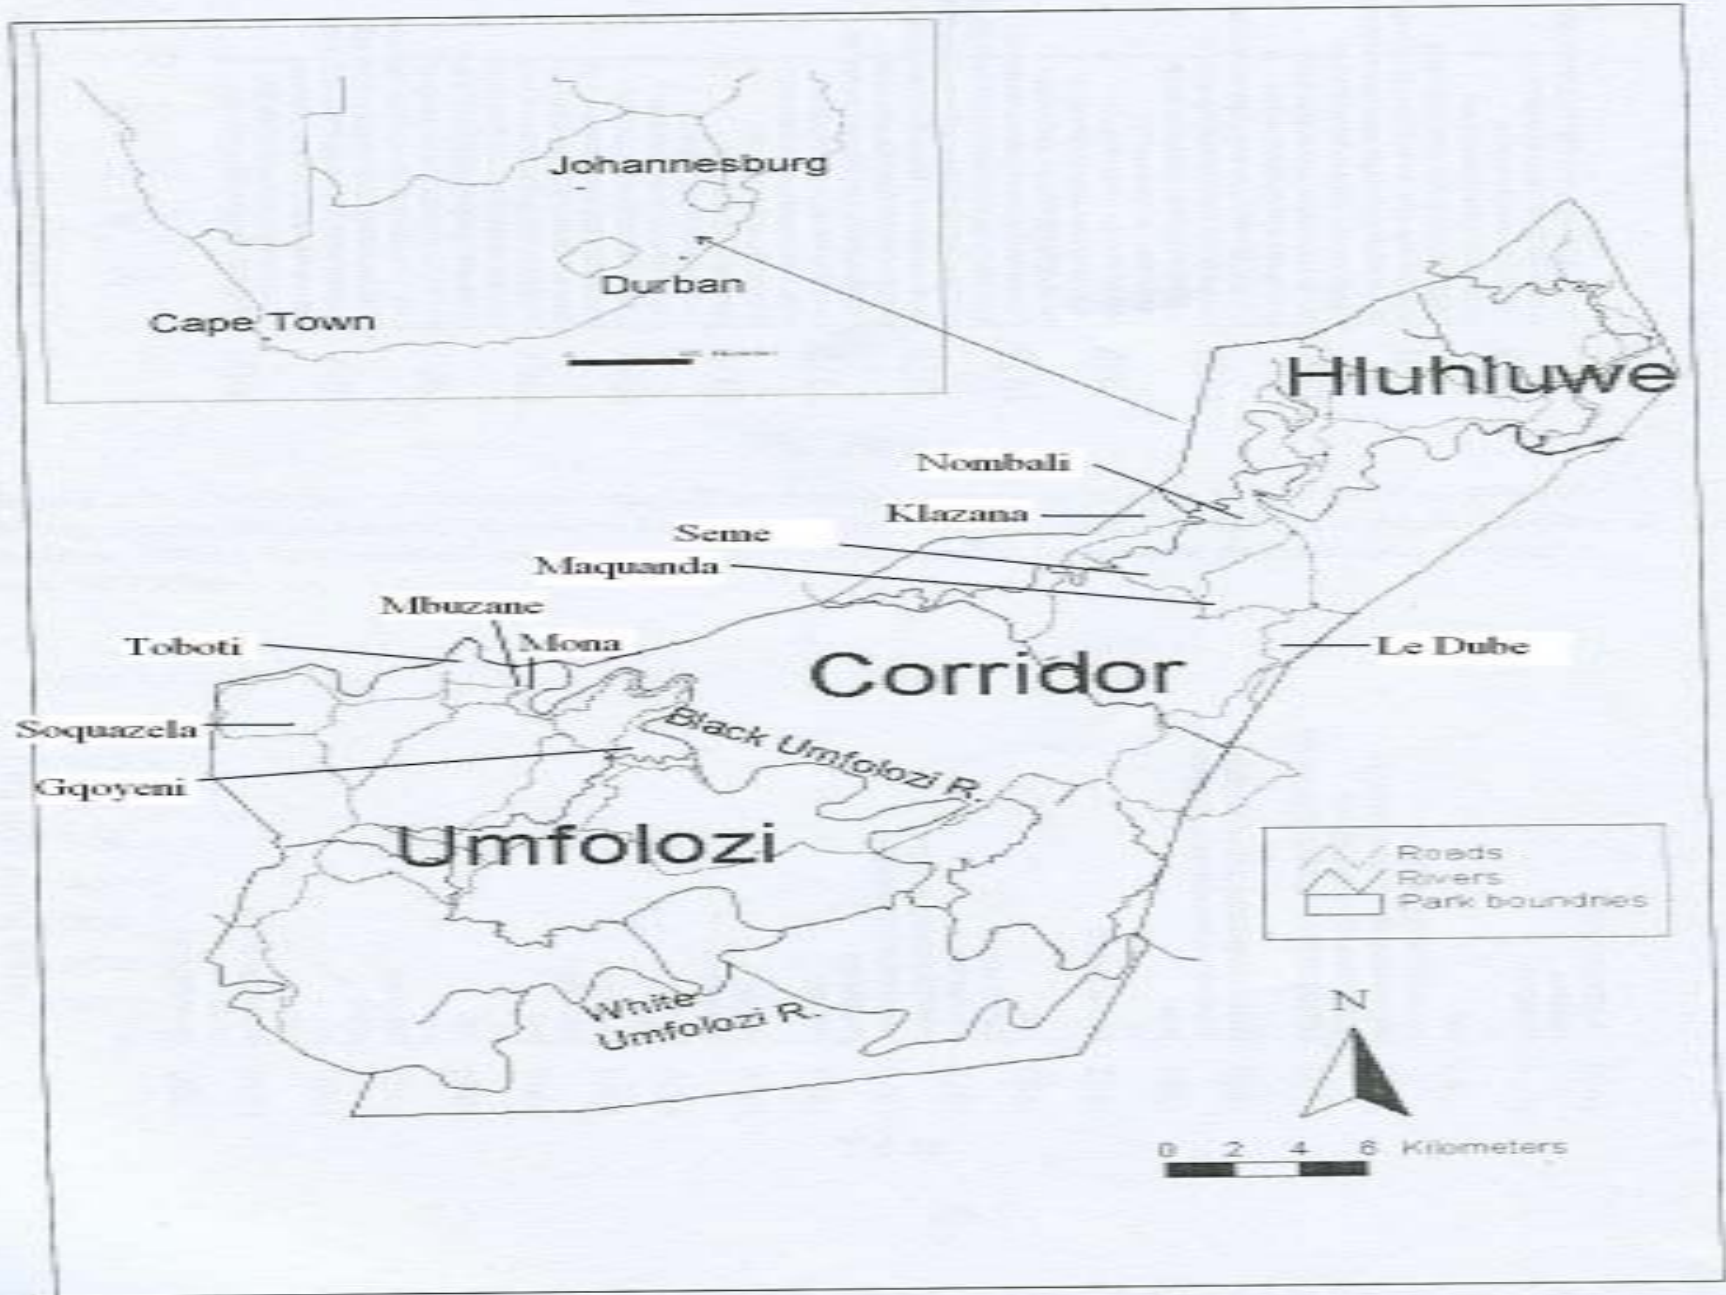 Johannesburg
Durban
Cape Town
Hluhluwe
Nombali
Klazana
Seme
Maquanda
Mbuzane
Toboti
Mona
Le Dube
Corridor
Soquazela
Black Umfolozi R.
Gqoyeni
Umfolozi
Roads
Rivers
Park boundries
White
Umfolozi R.
N
0 2 4 6 Kilometers